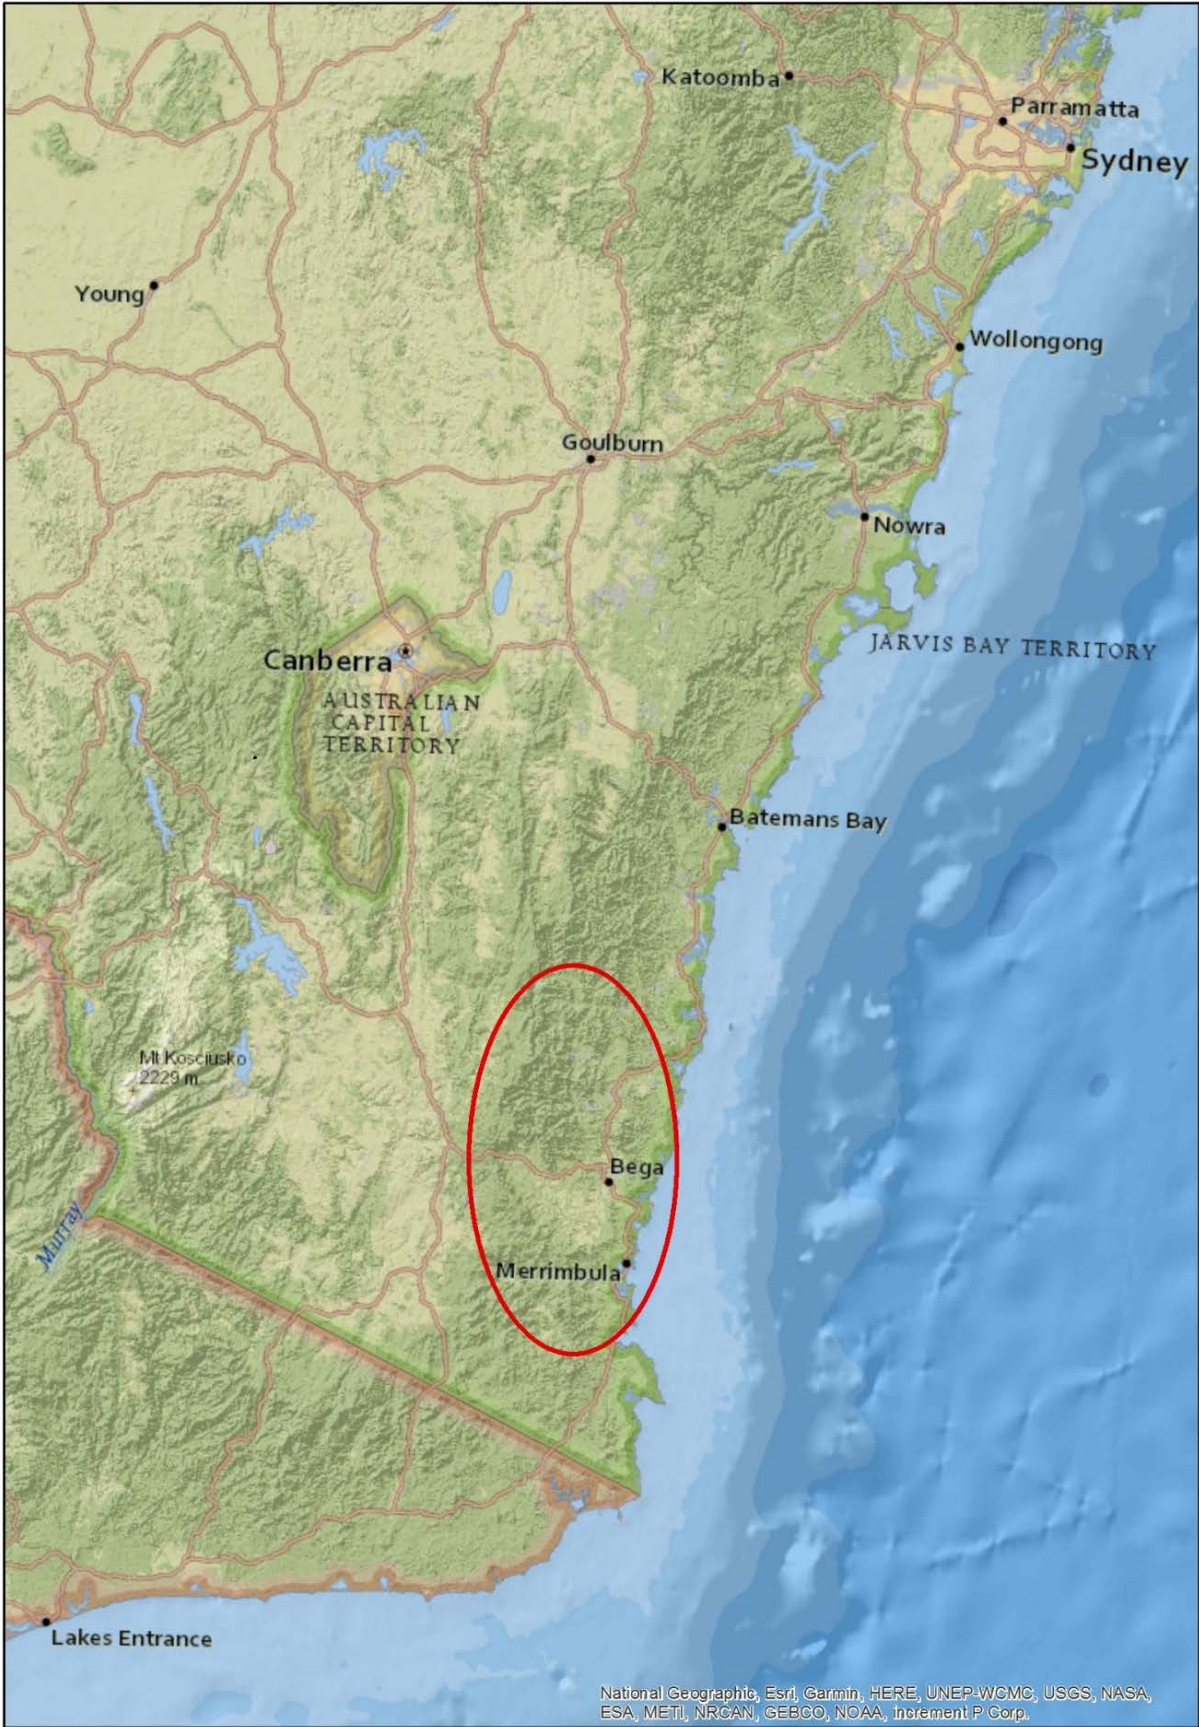 Katoomba
Parramatta
Sydney
Young
Wollongong
Goulburn
Nowra
JARVIS BAY TERRITORY
Canberra
AUSTRALIAN
CAPITAL
TERRITORY
Batemans Bay
Mt Kosciusko
2229 m
Bega
Murray
Merrimbula
Lakes Entrance
National Geographic, Esri, Garmin, HERE, UNEP-WCMC, USGS, NASA,
ESA, METI, NRCAN, GEBCO, NOAA, increment P Corp.